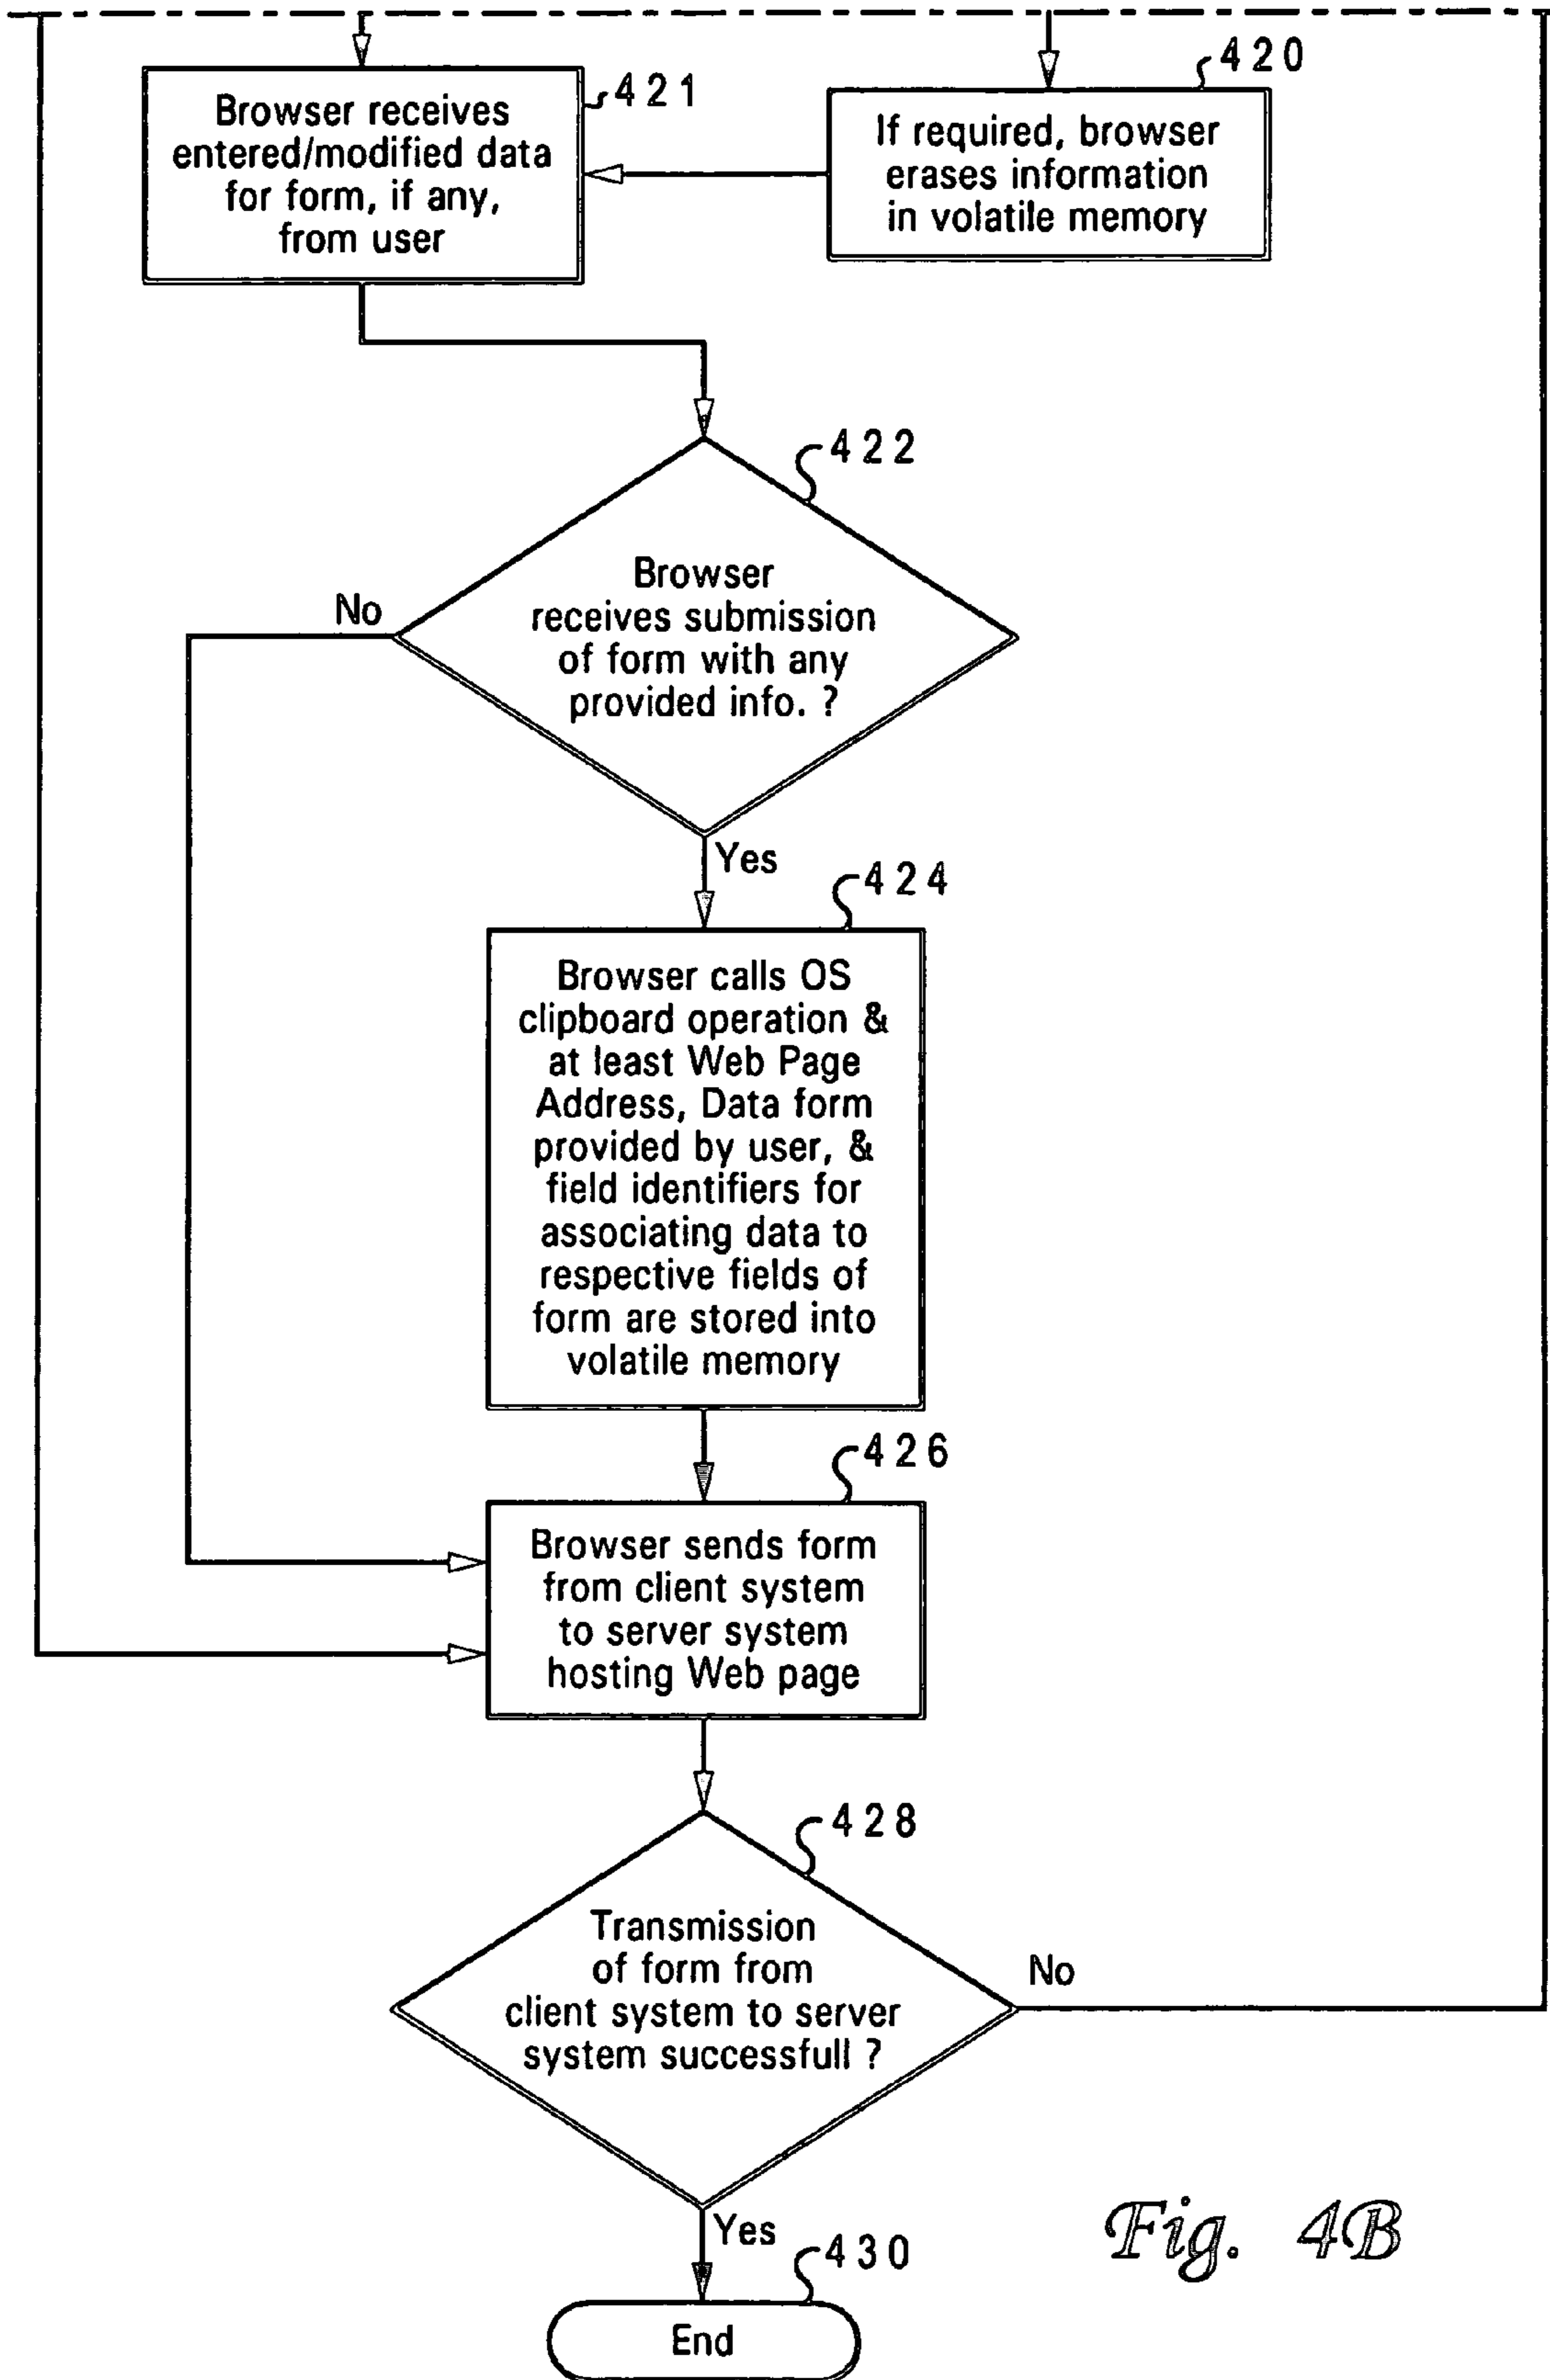 420
421
Browser receives
entered/modified data
for form, if any,
from user
If required, browser
erases information
in volatile memory
422
Browser
receives submission
of form with any
provided info. ?
No
Yes
424
Browser calls OS
clipboard operation &
at least Web Page
Address, Data form
provided by user, &
field identifiers for
associating data to
respective fields of
form are stored into
volatile memory
426
Browser sends form
from client system
to server system
hosting Web page
428
Transmission
of form from
client system to server
system successfull ?
No
Yes
430
End
Fig. 4B